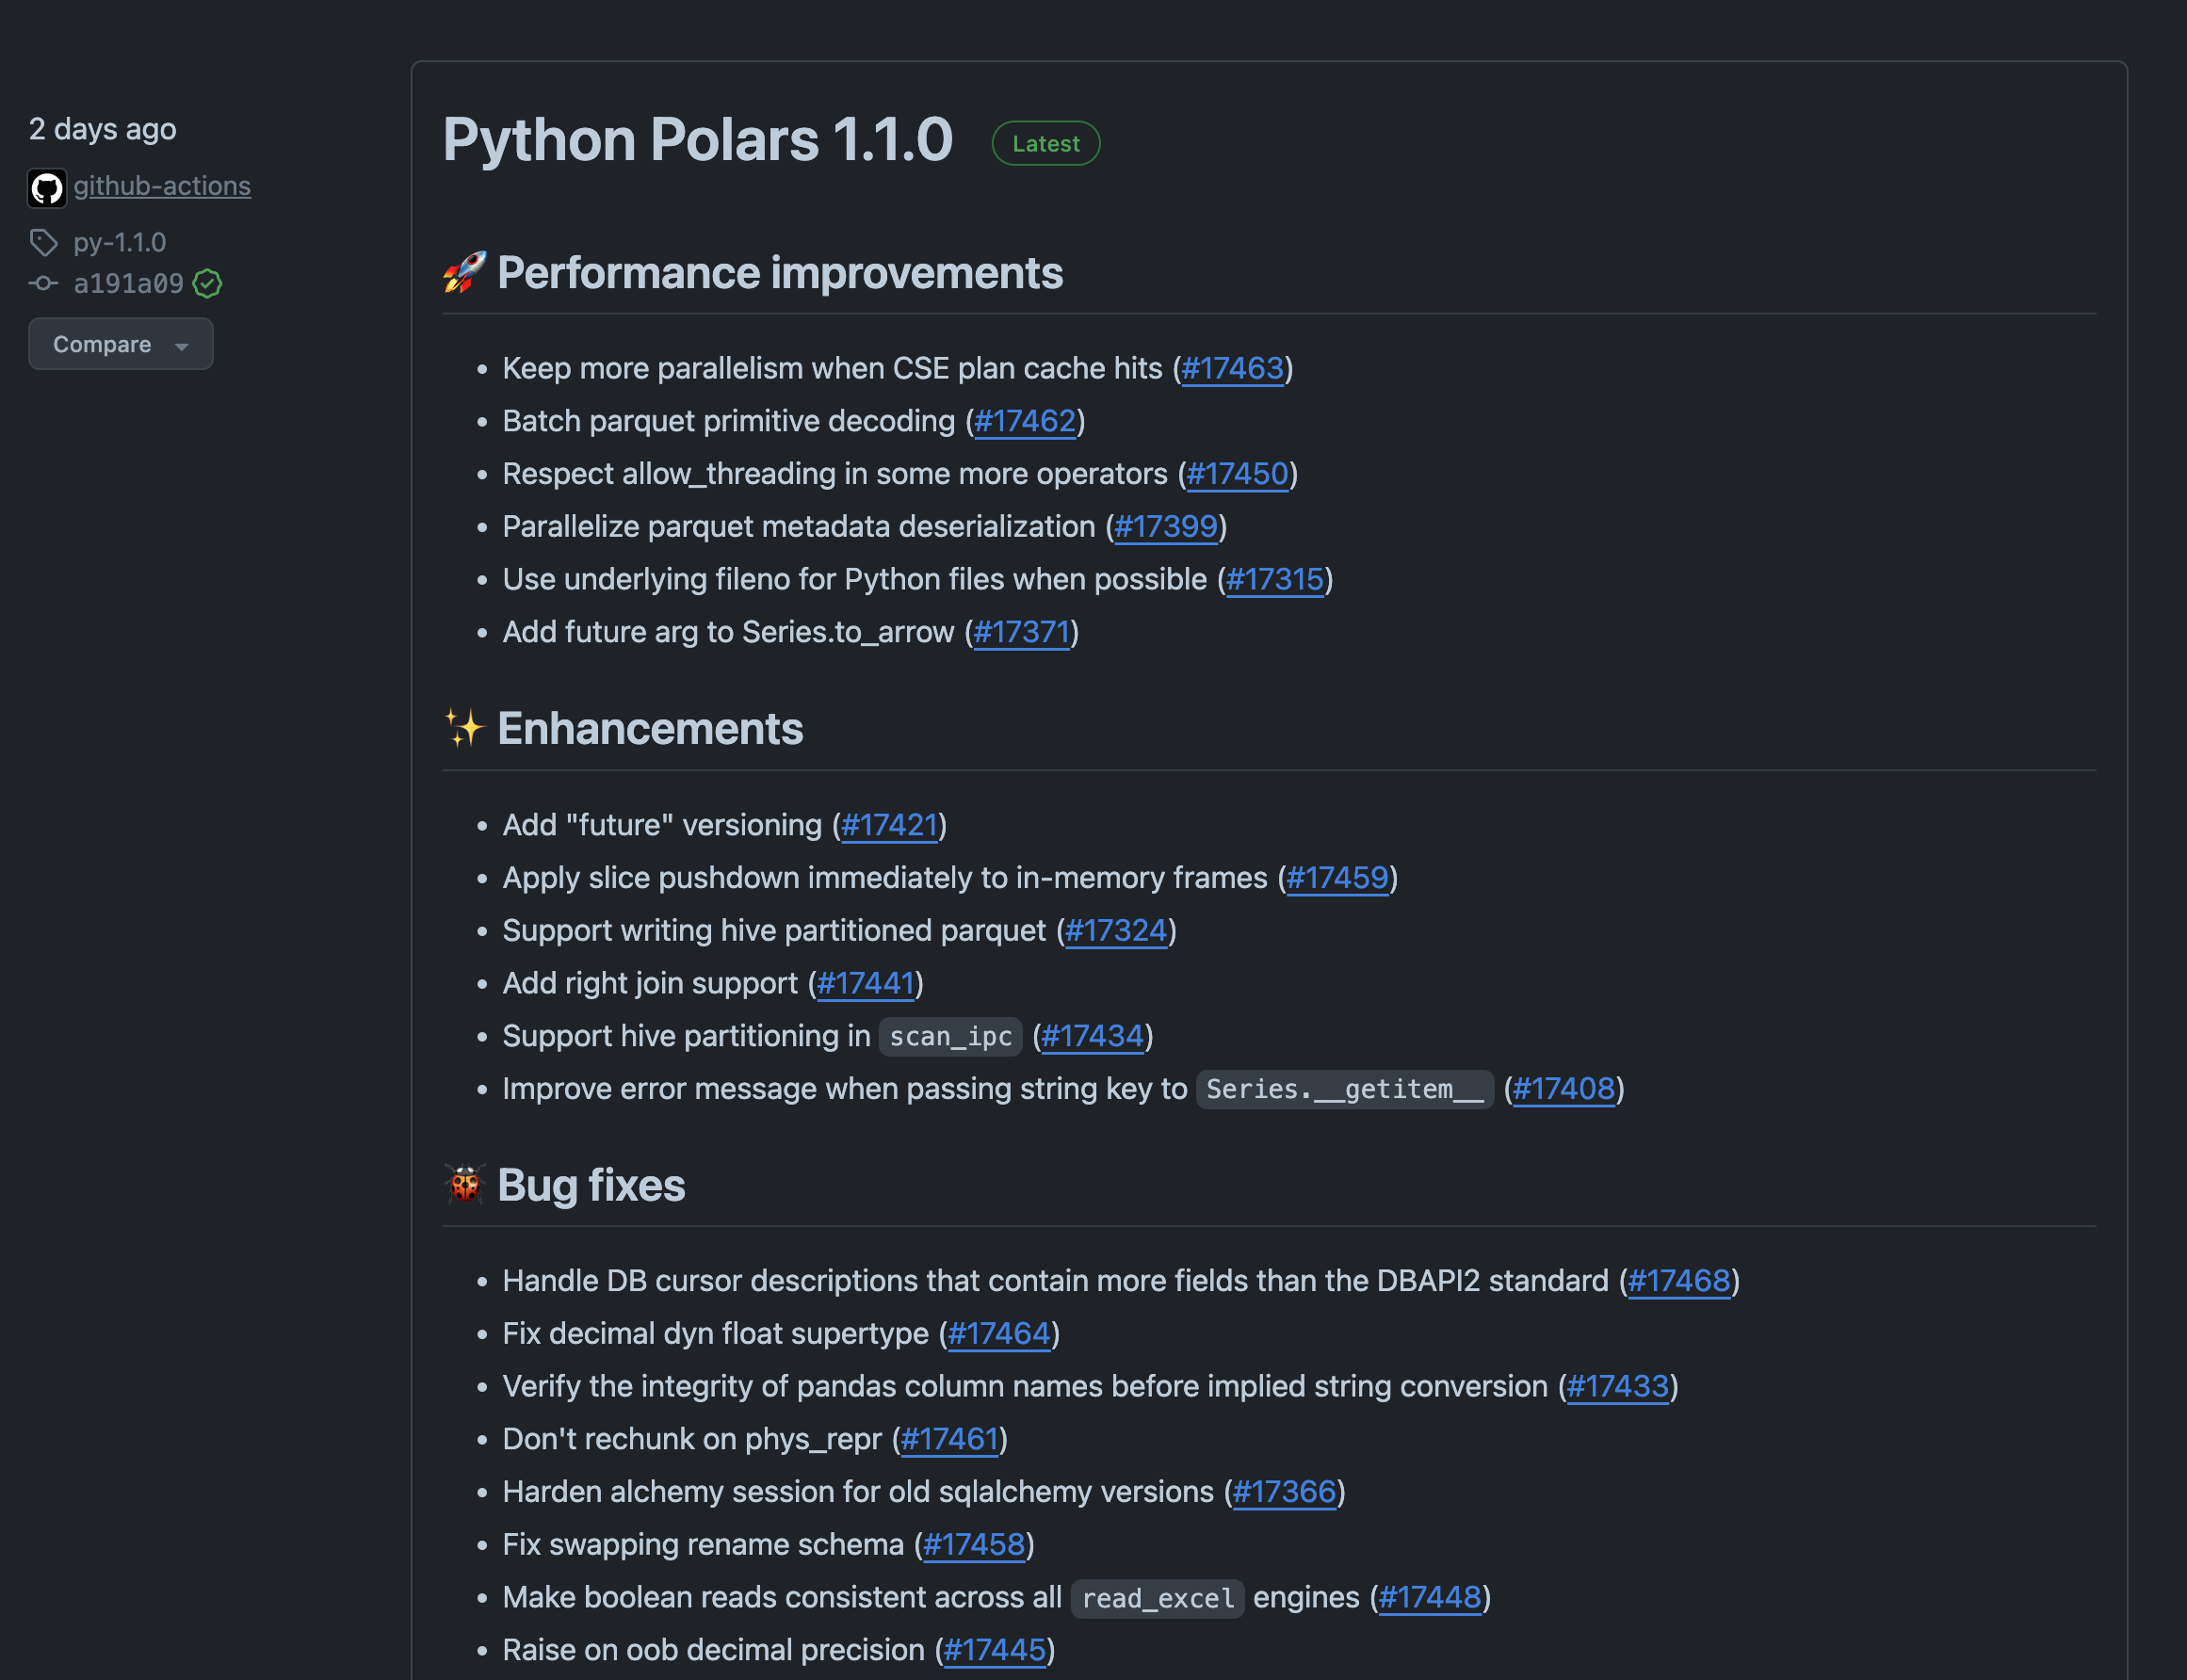 2 days ago
github-actions
py-1.1.0
a191a09
Compare
Python Polars 1.1.0 Latest
🚀 Performance improvements
• Keep more parallelism when CSE plan cache hits (#17463)
• Batch parquet primitive decoding (#17462)
• Respect allow_threading in some more operators (#17450)
• Parallelize parquet metadata deserialization (#17399)
• Use underlying fileno for Python files when possible (#17315)
• Add future arg to Series.to_arrow (#17371)
✨ Enhancements
• Add "future" versioning (#17421)
• Apply slice pushdown immediately to in-memory frames (#17459)
• Support writing hive partitioned parquet (#17324)
• Add right join support (#17441)
• Support hive partitioning in scan_ipc (#17434)
• Improve error message when passing string key to Series.__getitem__ (#17408)
🐞 Bug fixes
• Handle DB cursor descriptions that contain more fields than the DBAPI2 standard (#17468)
• Fix decimal dyn float supertype (#17464)
• Verify the integrity of pandas column names before implied string conversion (#17433)
• Don't rechunk on phys_repr (#17461)
• Harden alchemy session for old sqlalchemy versions (#17366)
• Fix swapping rename schema (#17458)
• Make boolean reads consistent across all read_excel engines (#17448)
• Raise on oob decimal precision (#17445)